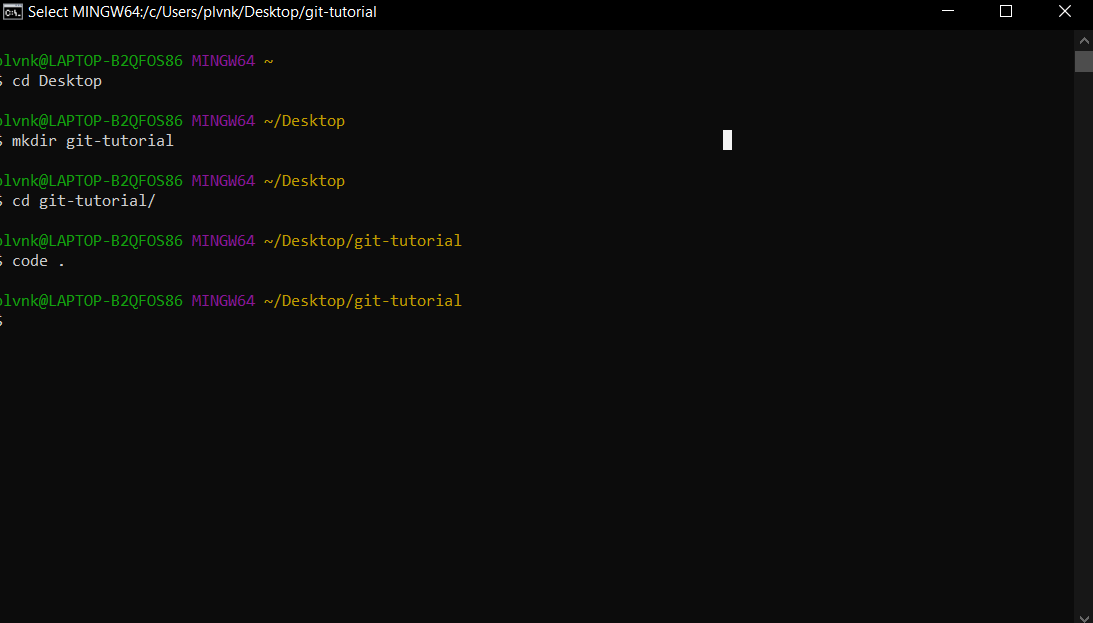 Select MINGW64:/c/Users/plvnk/Desktop/git-tutorial
plvnk@LAPTOP-B2QFOS86 MINGW64 ~
$ cd Desktop
plvnk@LAPTOP-B2QFOS86 MINGW64 ~/Desktop
$ mkdir git-tutorial
plvnk@LAPTOP-B2QFOS86 MINGW64 ~/Desktop
$ cd git-tutorial/
plvnk@LAPTOP-B2QFOS86 MINGW64 ~/Desktop/git-tutorial
$ code .
plvnk@LAPTOP-B2QFOS86 MINGW64 ~/Desktop/git-tutorial
$